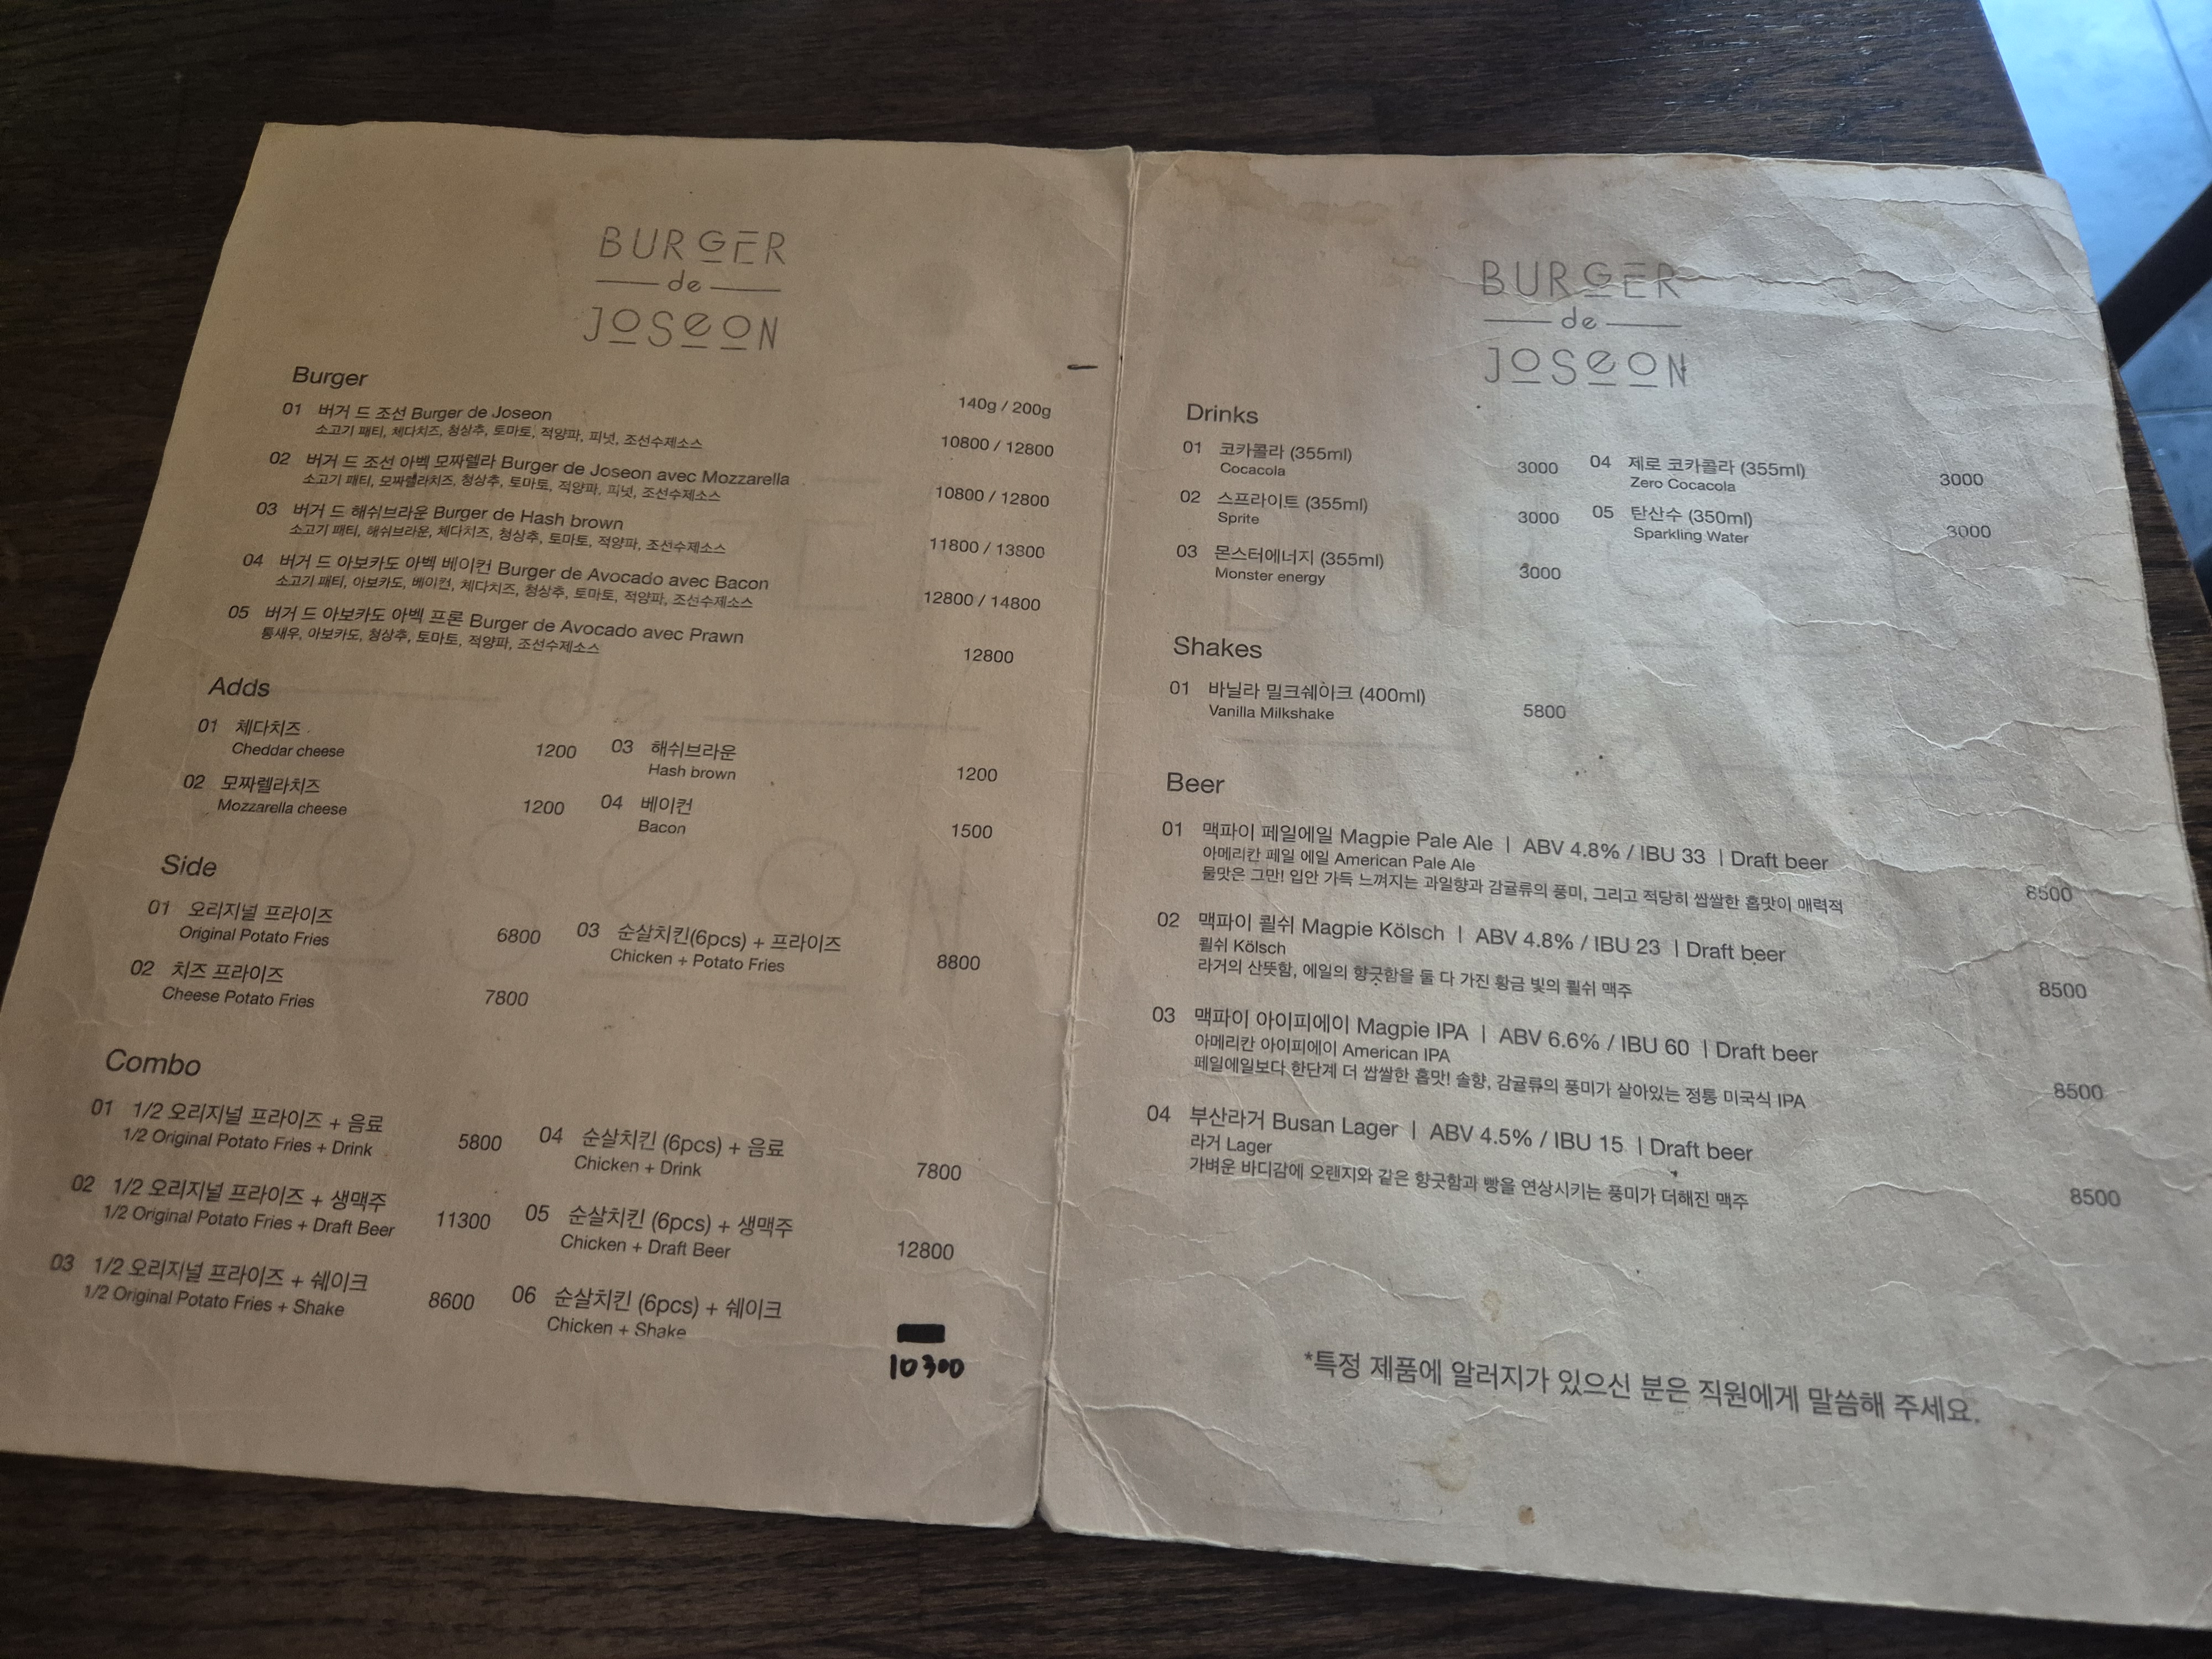 BURGER
de
JOSEON
Burger
140g / 200g
01 버거 드 조선 Burger de Joseon
소고기 패티, 체다치즈, 청상추, 토마토, 적양파, 피넛, 조선수제소스
10800 / 12800
02 버거 드 조선 아벡 모짜렐라 Burger de Joseon avec Mozzarella
소고기 패티, 모짜렐라치즈, 청상추, 토마토, 적양파, 피넛, 조선수제소스
10800 / 12800
03 버거 드 해쉬브라운 Burger de Hash brown
소고기 패티, 해쉬브라운, 체다치즈, 청상추, 토마토, 적양파, 조선수제소스
11800 / 13800
04 버거 드 아보카도 아벡 베이컨 Burger de Avocado avec Bacon
소고기 패티, 아보카도, 베이컨, 체다치즈, 청상추, 토마토, 적양파, 조선수제소스
12800 / 14800
05 버거 드 아보카도 아벡 프론 Burger de Avocado avec Prawn
통새우, 아보카도, 청상추, 토마토, 적양파, 조선수제소스
12800
Adds
01 체다치즈 1200
Cheddar cheese
02 모짜렐라치즈 1200
Mozzarella cheese
03 해쉬브라운 1200
Hash brown
04 베이컨 1500
Bacon
Side
01 오리지널 프라이즈 6800
Original Potato Fries
02 치즈 프라이즈 7800
Cheese Potato Fries
03 순살치킨(6pcs) + 프라이즈 8800
Chicken + Potato Fries
Combo
01 1/2 오리지널 프라이즈 + 음료 5800
1/2 Original Potato Fries + Drink
02 1/2 오리지널 프라이즈 + 생맥주 11300
1/2 Original Potato Fries + Draft Beer
03 1/2 오리지널 프라이즈 + 쉐이크 8600
1/2 Original Potato Fries + Shake
04 순살치킨 (6pcs) + 음료 7800
Chicken + Drink
05 순살치킨 (6pcs) + 생맥주 12800
Chicken + Draft Beer
06 순살치킨 (6pcs) + 쉐이크
Chicken + Shake
10300
BURGER
de
JOSEON
Drinks
01 코카콜라 (355ml) 3000
Cocacola
02 스프라이트 (355ml) 3000
Sprite
03 몬스터에너지 (355ml) 3000
Monster energy
04 제로 코카콜라 (355ml) 3000
Zero Cocacola
05 탄산수 (350ml) 3000
Sparkling Water
Shakes
01 바닐라 밀크쉐이크 (400ml) 5800
Vanilla Milkshake
Beer
01 맥파이 페일에일 Magpie Pale Ale | ABV 4.8% / IBU 33 | Draft beer
아메리칸 페일 에일 American Pale Ale
물맛은 그만! 입안 가득 느껴지는 과일향과 감귤류의 풍미, 그리고 적당히 쌉쌀한 홉맛이 매력적
8500
02 맥파이 쾰쉬 Magpie Kölsch | ABV 4.8% / IBU 23 | Draft beer
쾰쉬 Kölsch
라거의 산뜻함, 에일의 향긋함을 둘 다 가진 황금 빛의 쾰쉬 맥주
8500
03 맥파이 아이피에이 Magpie IPA | ABV 6.6% / IBU 60 | Draft beer
아메리칸 아이피에이 American IPA
페일에일보다 한단계 더 쌉쌀한 홉맛! 솔향, 감귤류의 풍미가 살아있는 정통 미국식 IPA
8500
04 부산라거 Busan Lager | ABV 4.5% / IBU 15 | Draft beer
라거 Lager
가벼운 바디감에 오렌지와 같은 향긋함과 빵을 연상시키는 풍미가 더해진 맥주
8500
*특정 제품에 알러지가 있으신 분은 직원에게 말씀해 주세요.